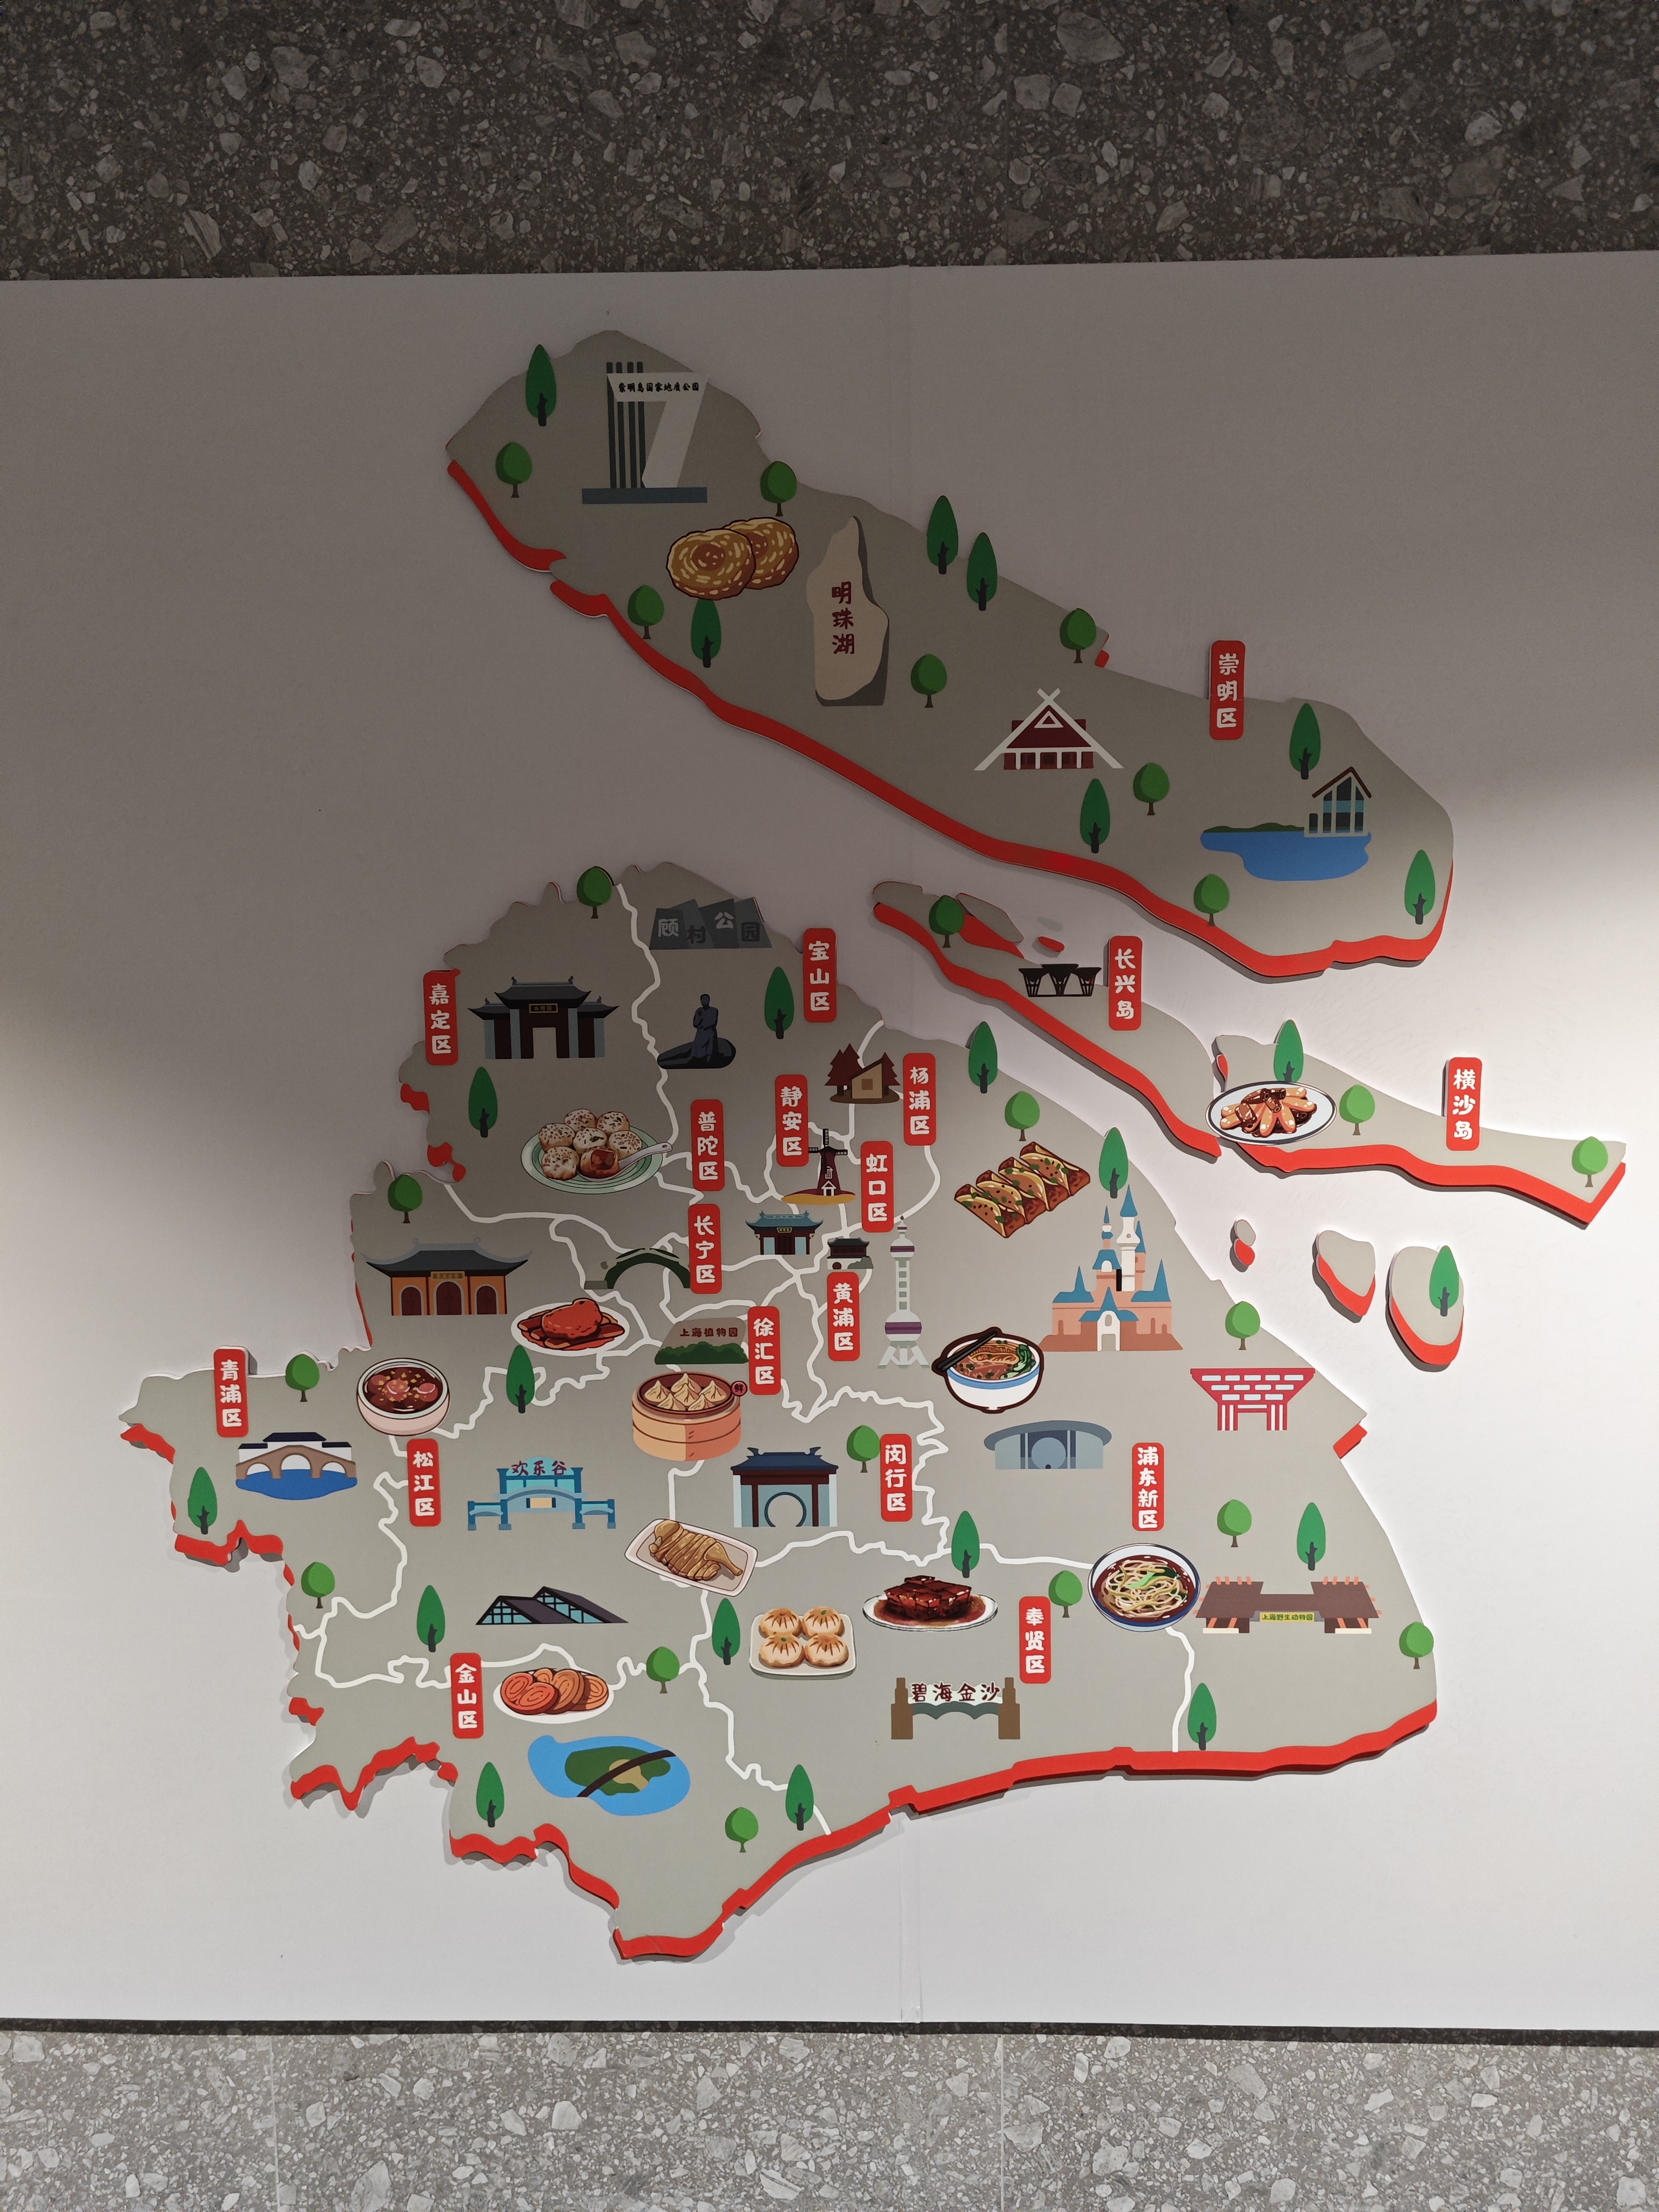 崇明岛国家地质公园
明珠湖
崇明区
顾村公园
宝山区
长兴岛
嘉定区
横沙岛
杨浦区
静安区
普陀区
虹口区
长宁区
黄浦区
徐汇区
上海植物园
鲜
青浦区
松江区
欢乐谷
闵行区
浦东新区
上海野生动物园
奉贤区
金山区
碧海金沙